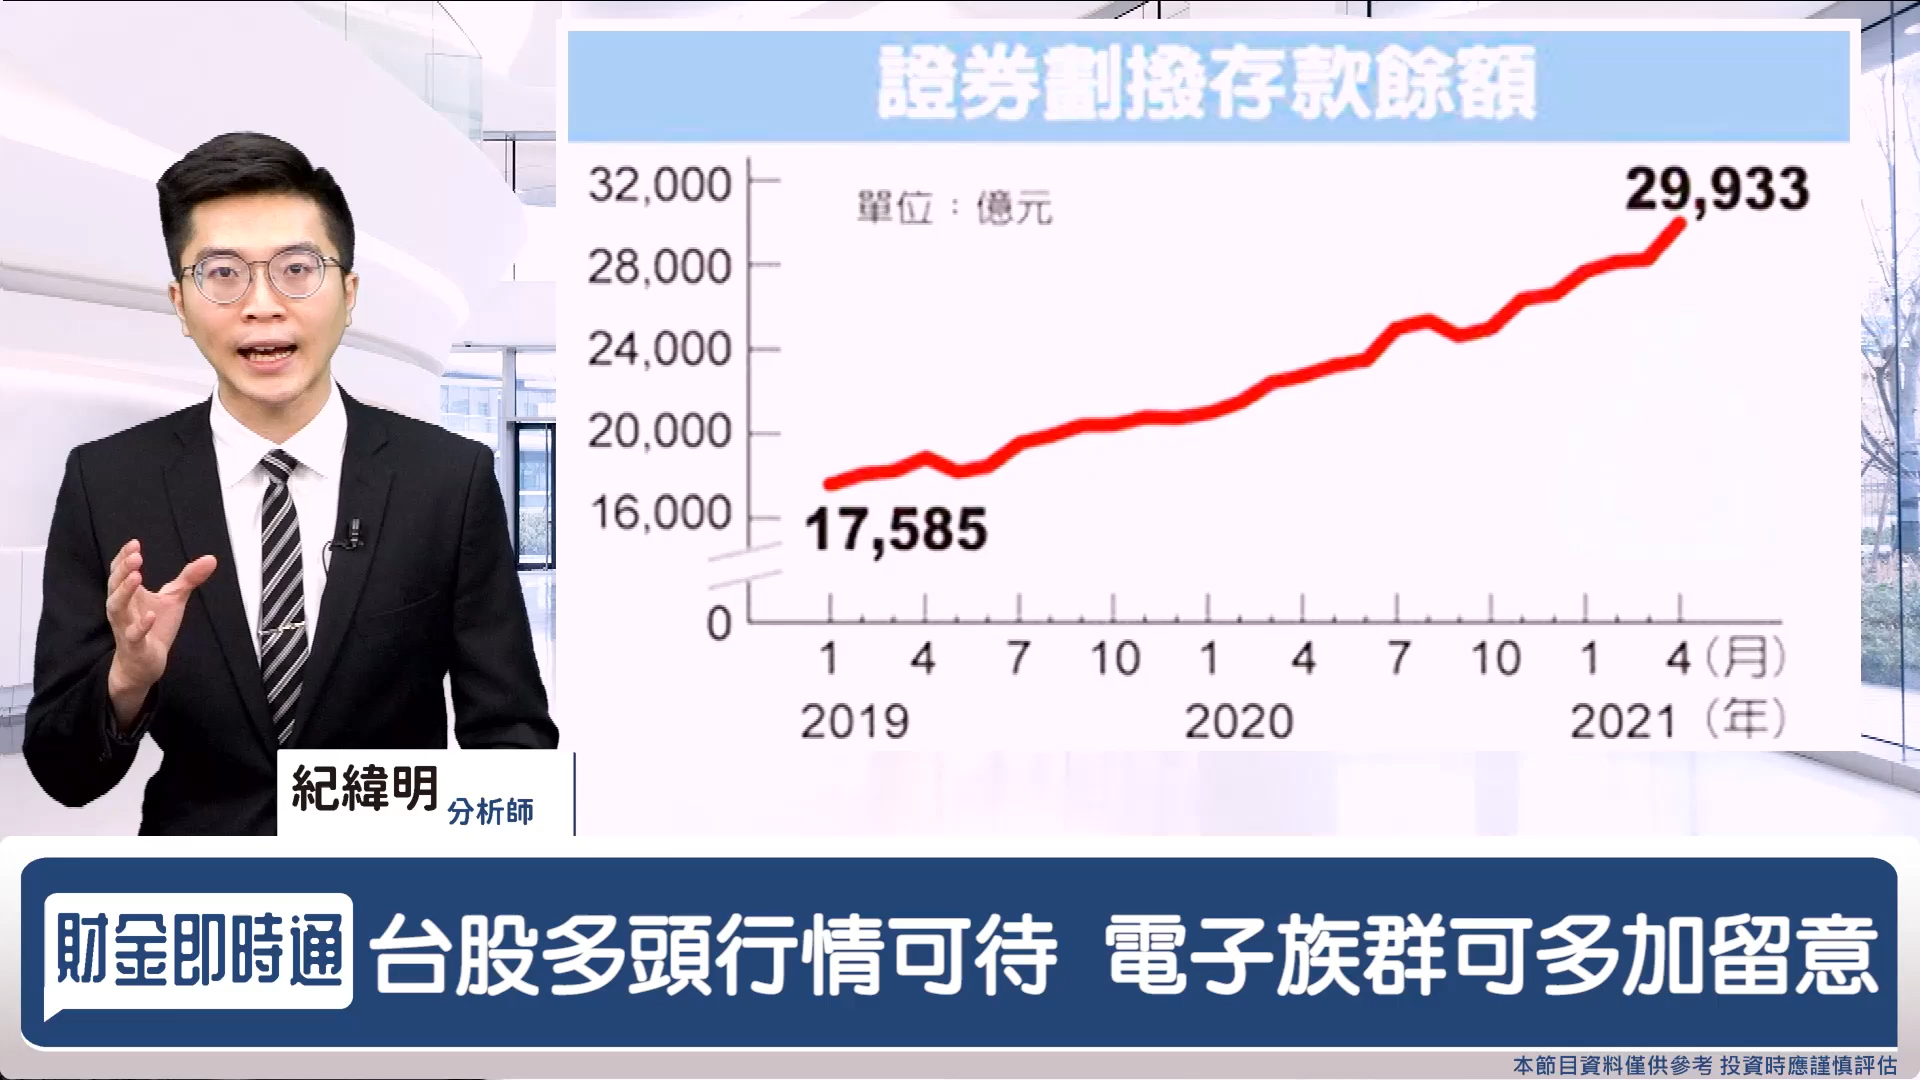 證券劃撥存款餘額
單位：億元
32,000
28,000
24,000
20,000
16,000
0
29,933
17,585
1 4 7 10 1 4 7 10 1 4（月）
2019 2020 2021（年）
紀緯明 分析師
財金即時通 台股多頭行情可待 電子族群可多加留意
本節目資料僅供參考 投資時應謹慎評估